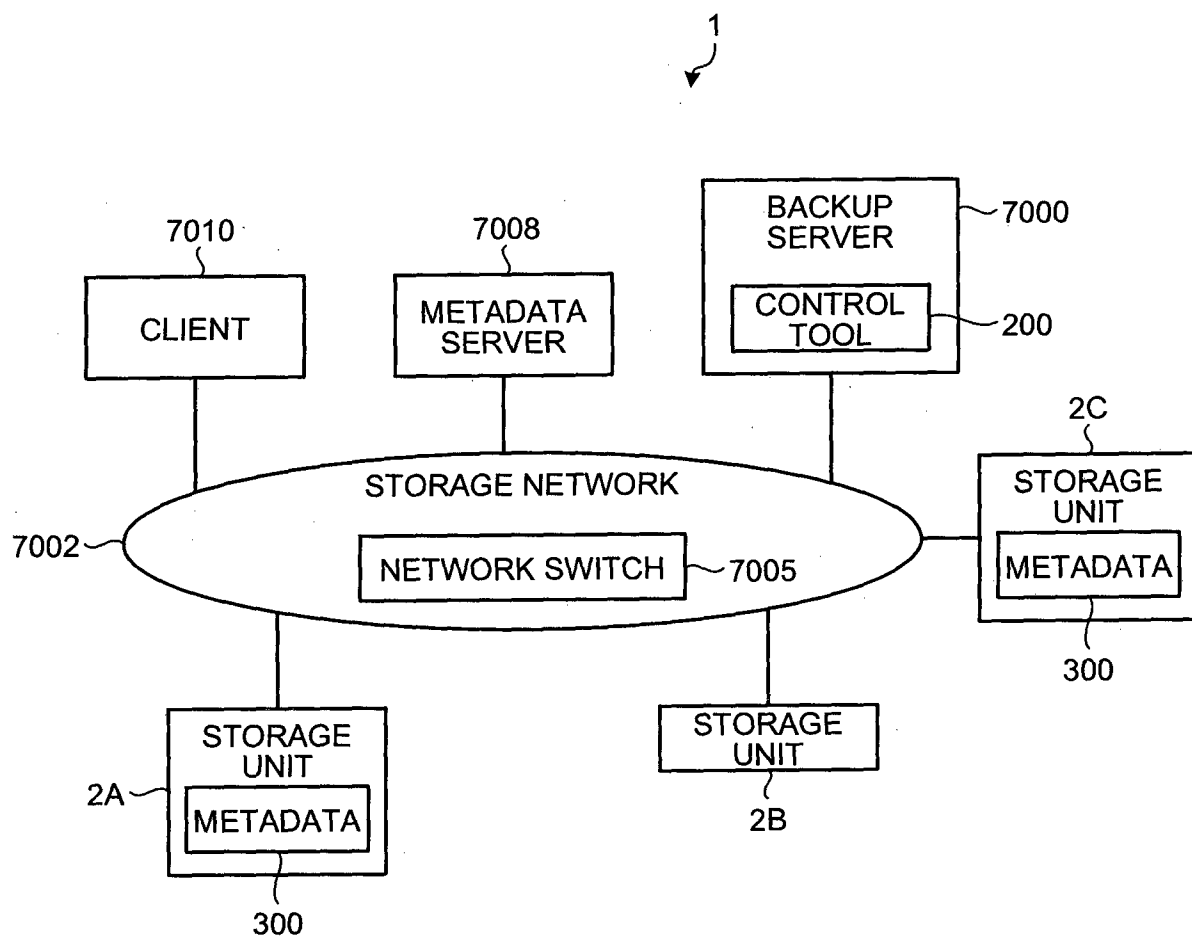 1
BACKUP
SERVER
7000
CONTROL
TOOL
200
7010
CLIENT
7008
METADATA
SERVER
2C
STORAGE
UNIT
METADATA
300
STORAGE NETWORK
7002
NETWORK SWITCH
7005
STORAGE
UNIT
2A
METADATA
300
STORAGE
UNIT
2B